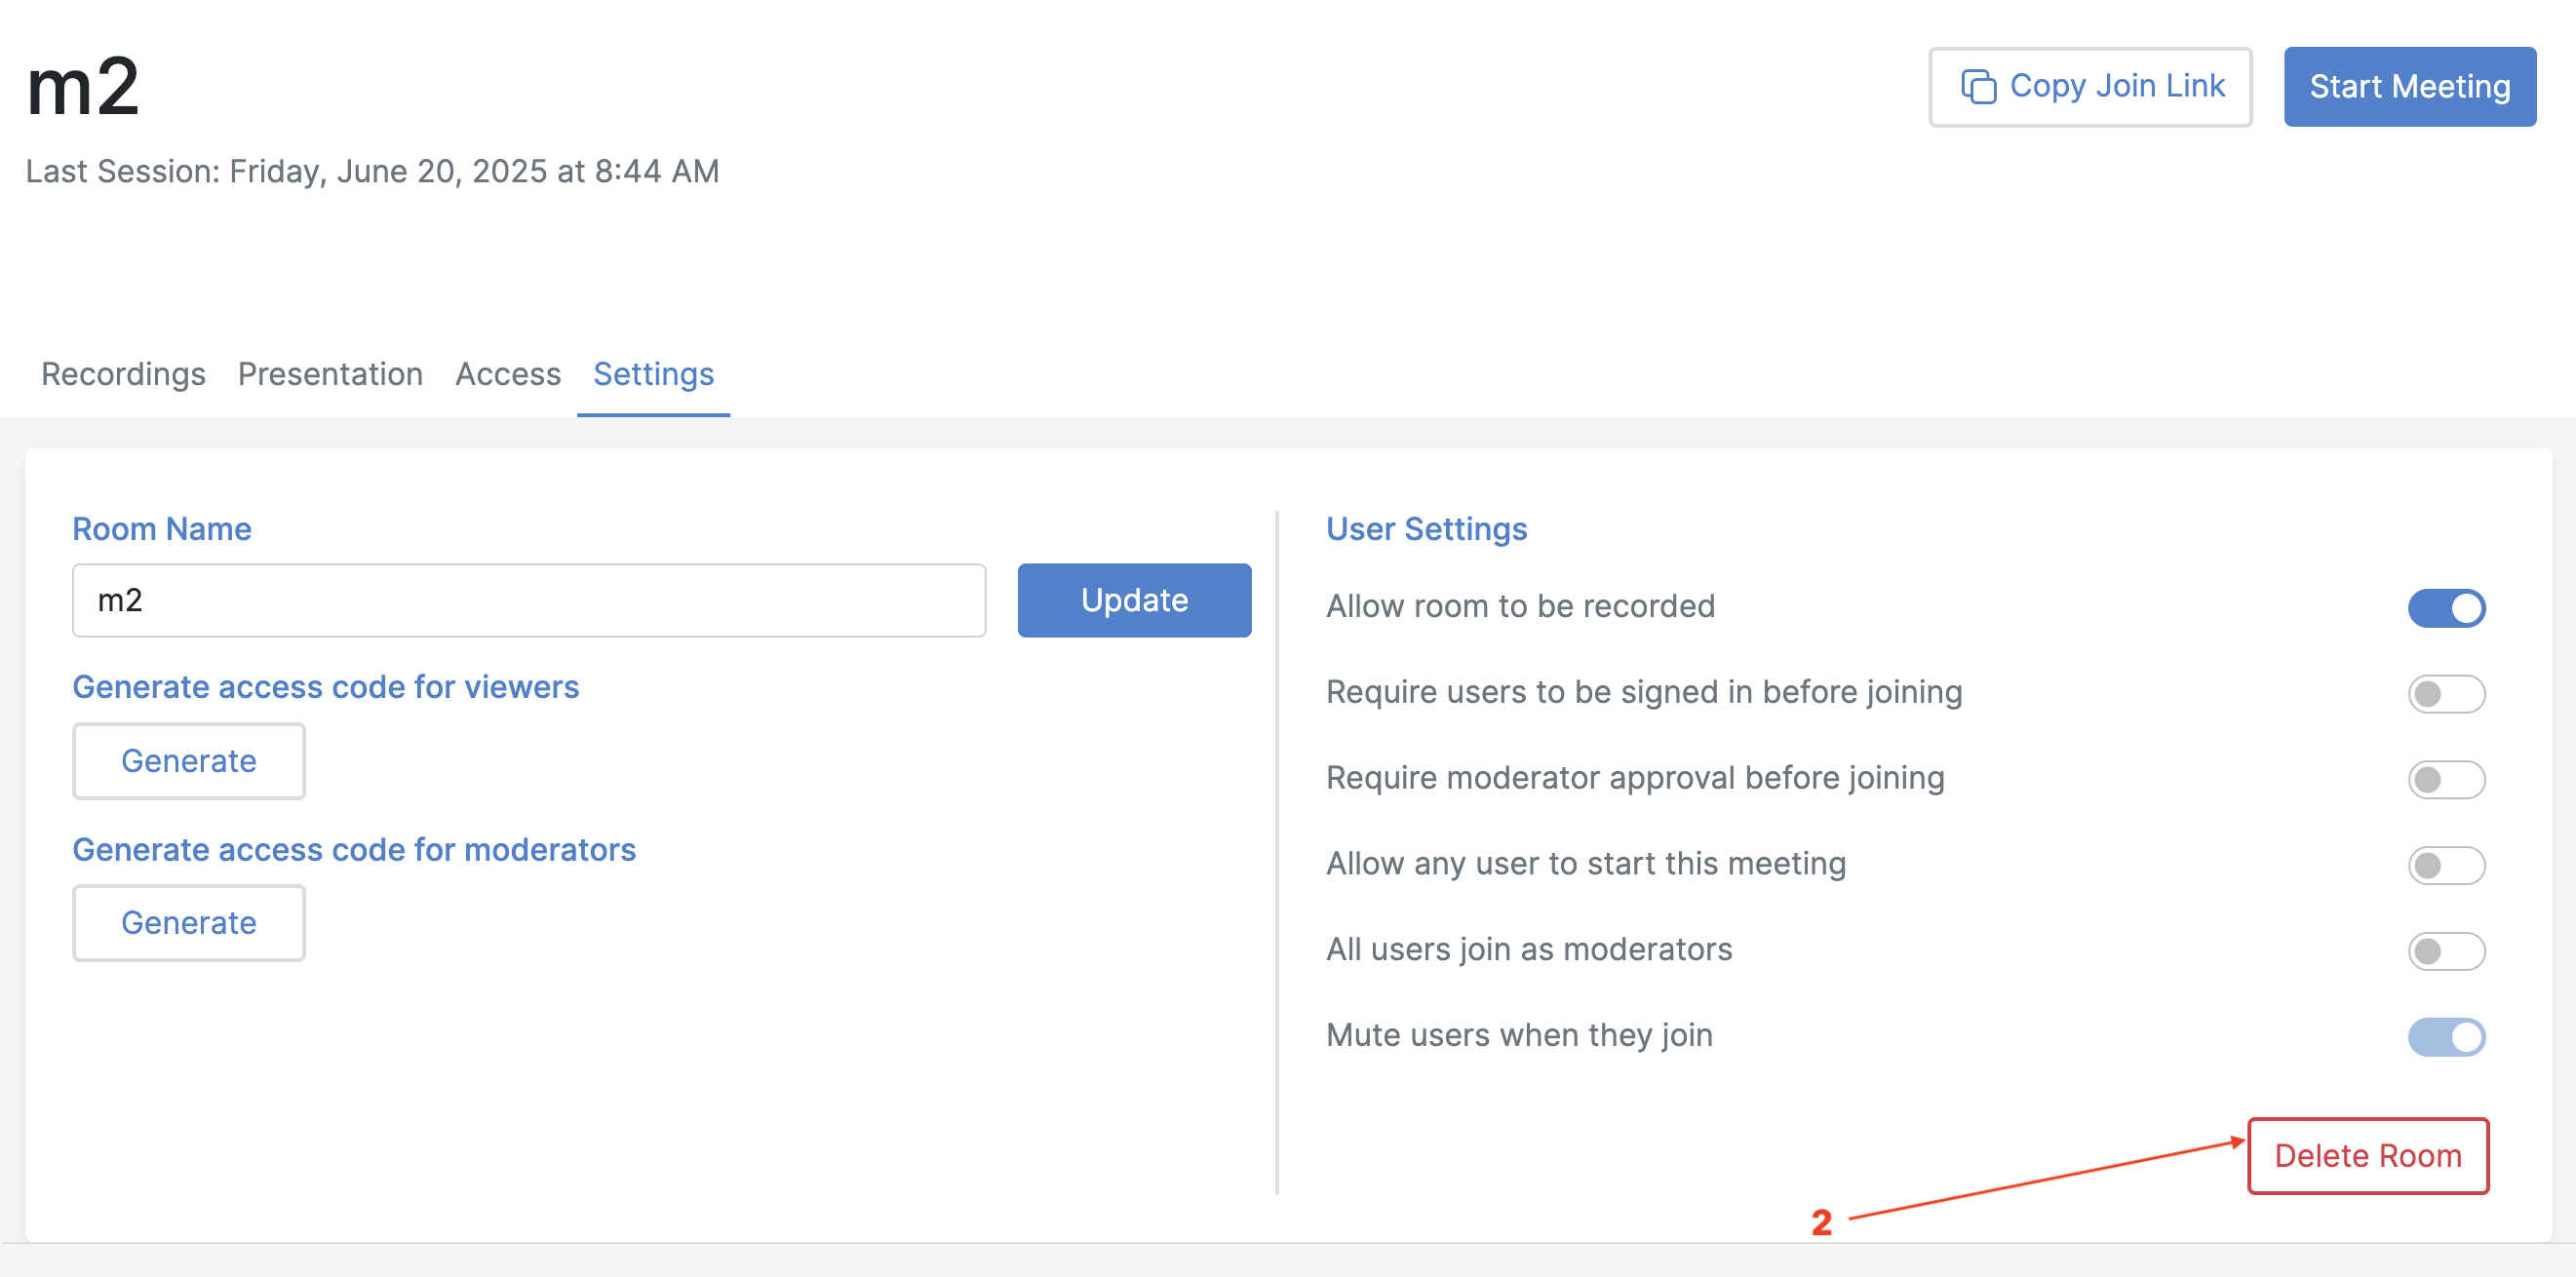 m2
Copy Join Link
Start Meeting
Last Session: Friday, June 20, 2025 at 8:44 AM
Recordings Presentation Access Settings
Room Name
m2
Update
Generate access code for viewers
Generate
Generate access code for moderators
Generate
User Settings
Allow room to be recorded
Require users to be signed in before joining
Require moderator approval before joining
Allow any user to start this meeting
All users join as moderators
Mute users when they join
Delete Room
2